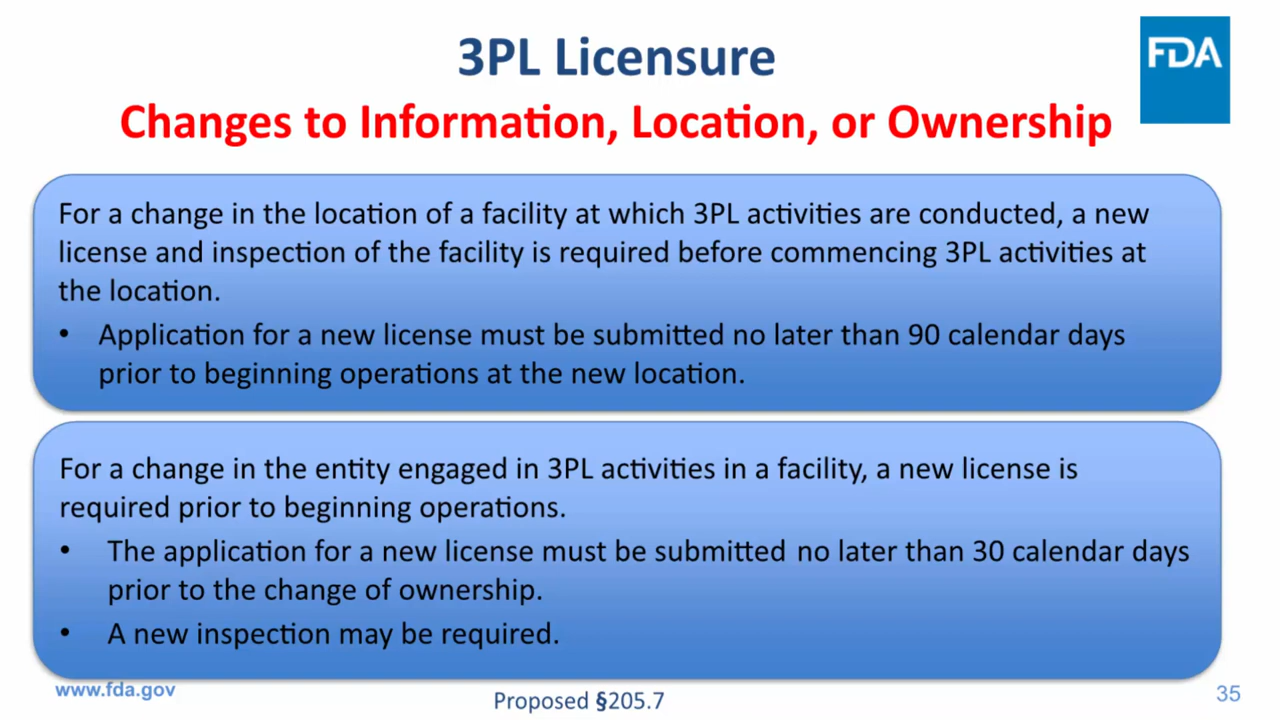 3PL Licensure
FDA
Changes to Information, Location, or Ownership
For a change in the location of a facility at which 3PL activities are conducted, a new
license and inspection of the facility is required before commencing 3PL activities at
the location.
• Application for a new license must be submitted no later than 90 calendar days
prior to beginning operations at the new location.
For a change in the entity engaged in 3PL activities in a facility, a new license is
required prior to beginning operations.
• The application for a new license must be submitted no later than 30 calendar days
prior to the change of ownership.
• A new inspection may be required.
www.fda.gov
Proposed §205.7
35